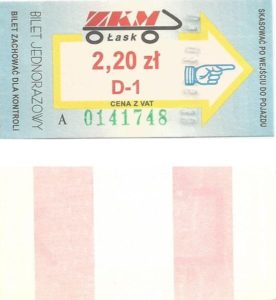 BILET JEDNORAZOWY
BILET ZACHOWAĆ DLA KONTROLI
ZKM
Łask
2,20 zł
D-1
CENA Z VAT
A 0141748
SKASOWAĆ PO WEJŚCIU DO POJAZDU